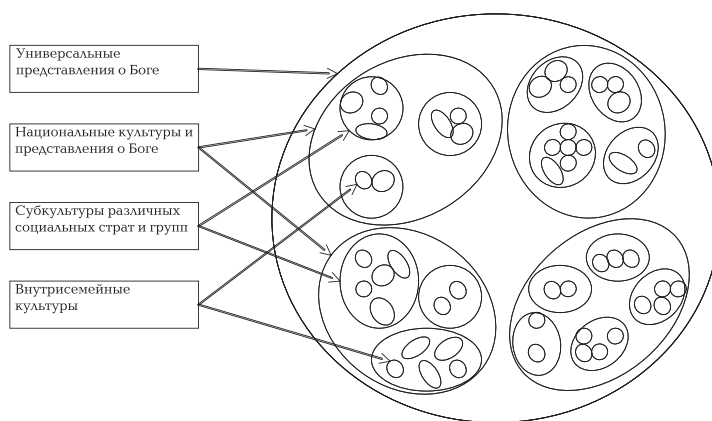 Универсальные
представления о Боге
Национальные культуры и
представления о Боге
Субкультуры различных
социальных страт и групп
Внутрисемейные
культуры